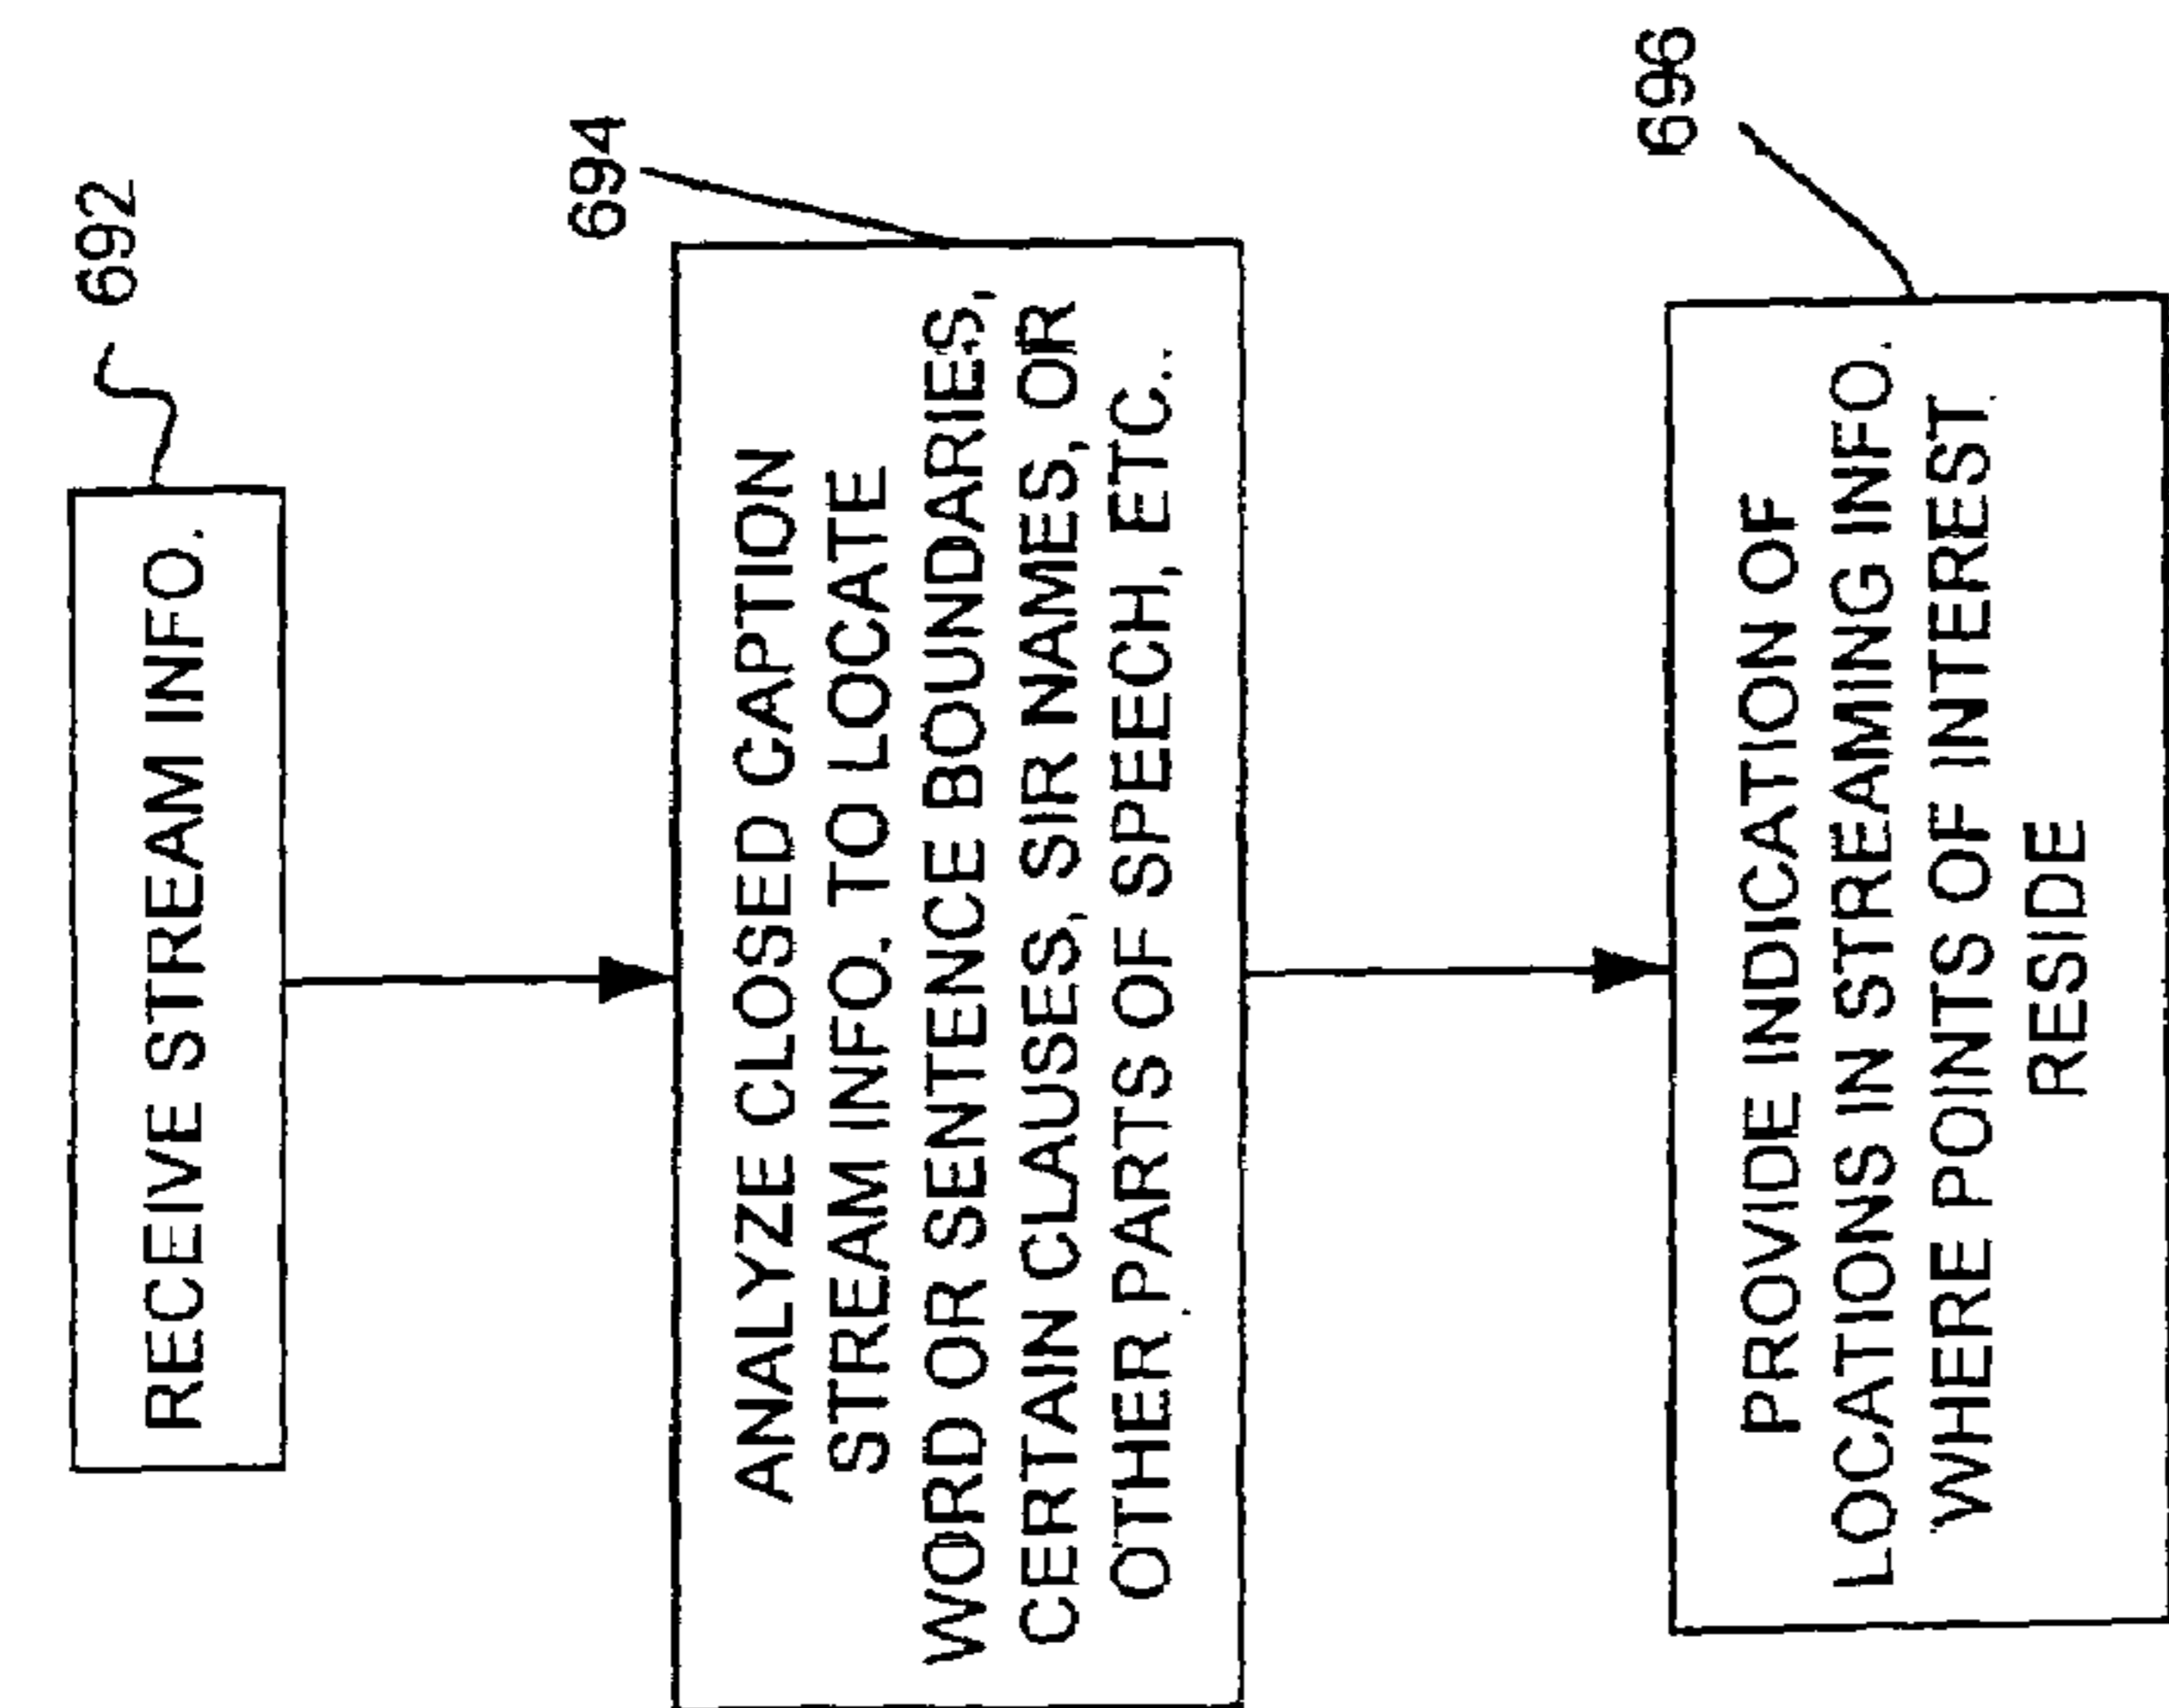 692
RECEIVE STREAM INFO.
694
ANALYZE CLOSED CAPTION
STREAM INFO. TO LOCATE
WORD OR SENTENCE BOUNDARIES,
CERTAIN CLAUSES, SIR NAMES, OR
OTHER PARTS OF SPEECH, ETC..
696
PROVIDE INDICATION OF
LOCATIONS IN STREAMING INFO.
WHERE POINTS OF INTEREST
RESIDE